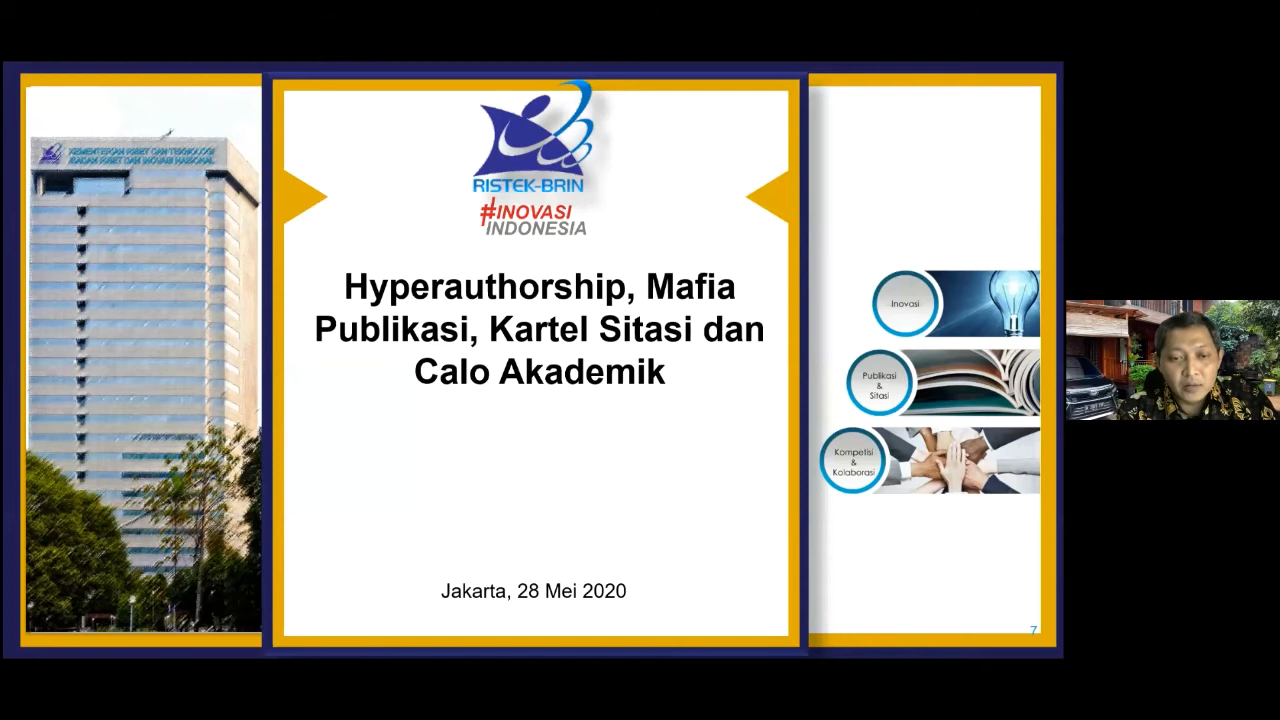 KEMENTERIAN RISET DAN TEKNOLOGI
BADAN RISET DAN INOVASI NASIONAL
RISTEK-BRIN
#INOVASI
INDONESIA
Hyperauthorship, Mafia
Publikasi, Kartel Sitasi dan
Calo Akademik
Jakarta, 28 Mei 2020
Inovasi
Publikasi
&
Sitasi
Kompetisi
&
Kolaborasi
7